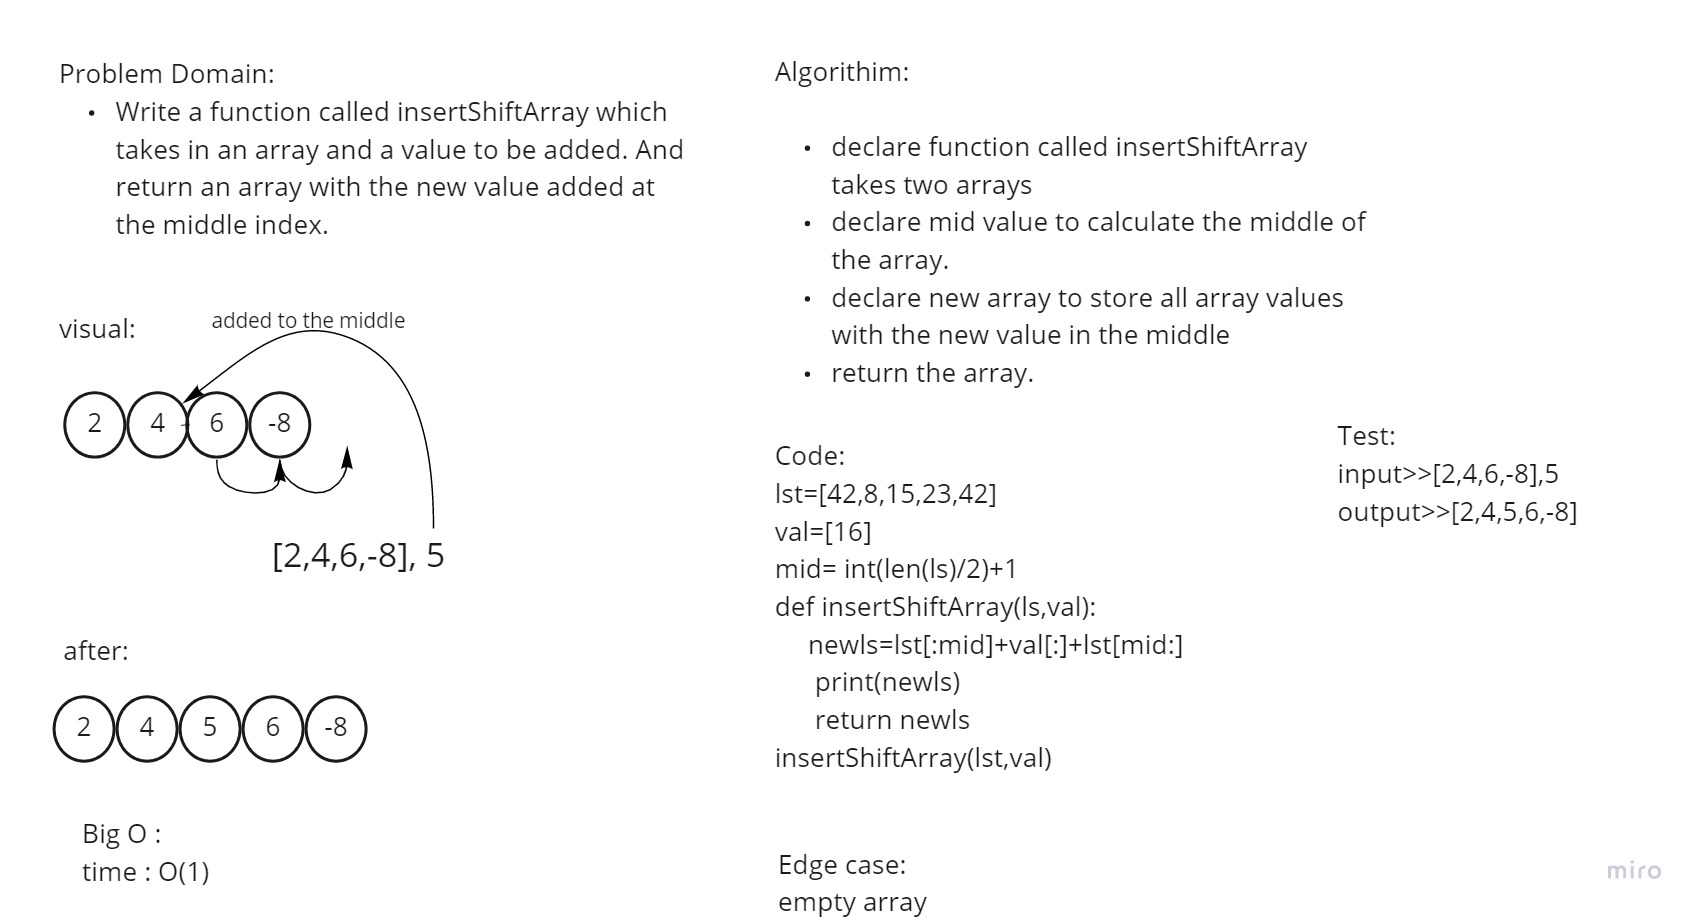 Problem Domain:
• Write a function called insertShiftArray which
takes in an array and a value to be added. And
return an array with the new value added at
the middle index.
visual:
added to the middle
2 4 6 -8
[2,4,6,-8], 5
after:
2 4 5 6 -8
Big O :
time : O(1)
Algorithim:
• declare function called insertShiftArray
takes two arrays
• declare mid value to calculate the middle of
the array.
• declare new array to store all array values
with the new value in the middle
• return the array.
Code:
lst=[42,8,15,23,42]
val=[16]
mid= int(len(ls)/2)+1
def insertShiftArray(ls,val):
newls=lst[:mid]+val[:]+lst[mid:]
print(newls)
return newls
insertShiftArray(lst,val)
Test:
input>>[2,4,6,-8],5
output>>[2,4,5,6,-8]
Edge case:
empty array
miro